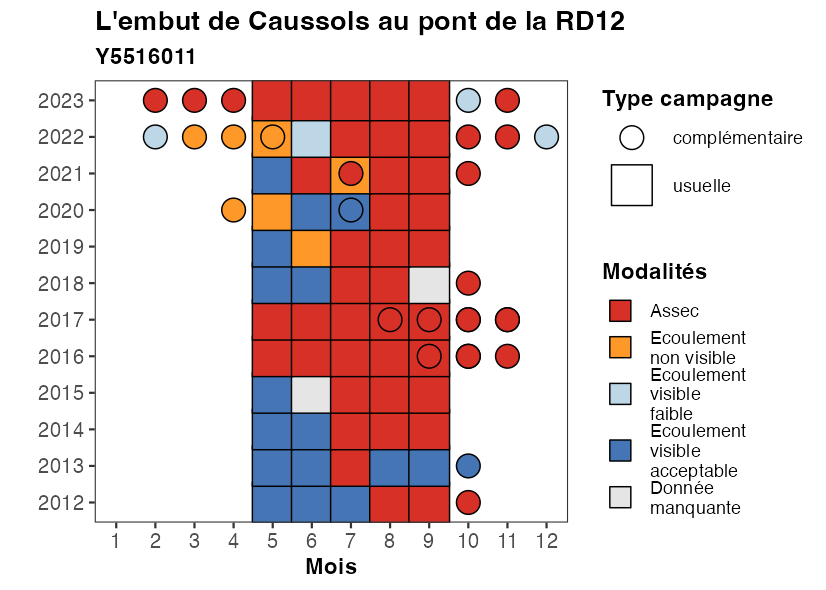 L'embut de Caussols au pont de la RD12
Y5516011
2023
2022
2021
2020
2019
2018
2017
2016
2015
2014
2013
2012
1 2 3 4 5 6 7 8 9 10 11 12
Mois
Type campagne
complémentaire
usuelle
Modalités
Assec
Ecoulement
non visible
Ecoulement
visible
faible
Ecoulement
visible
acceptable
Donnée
manquante